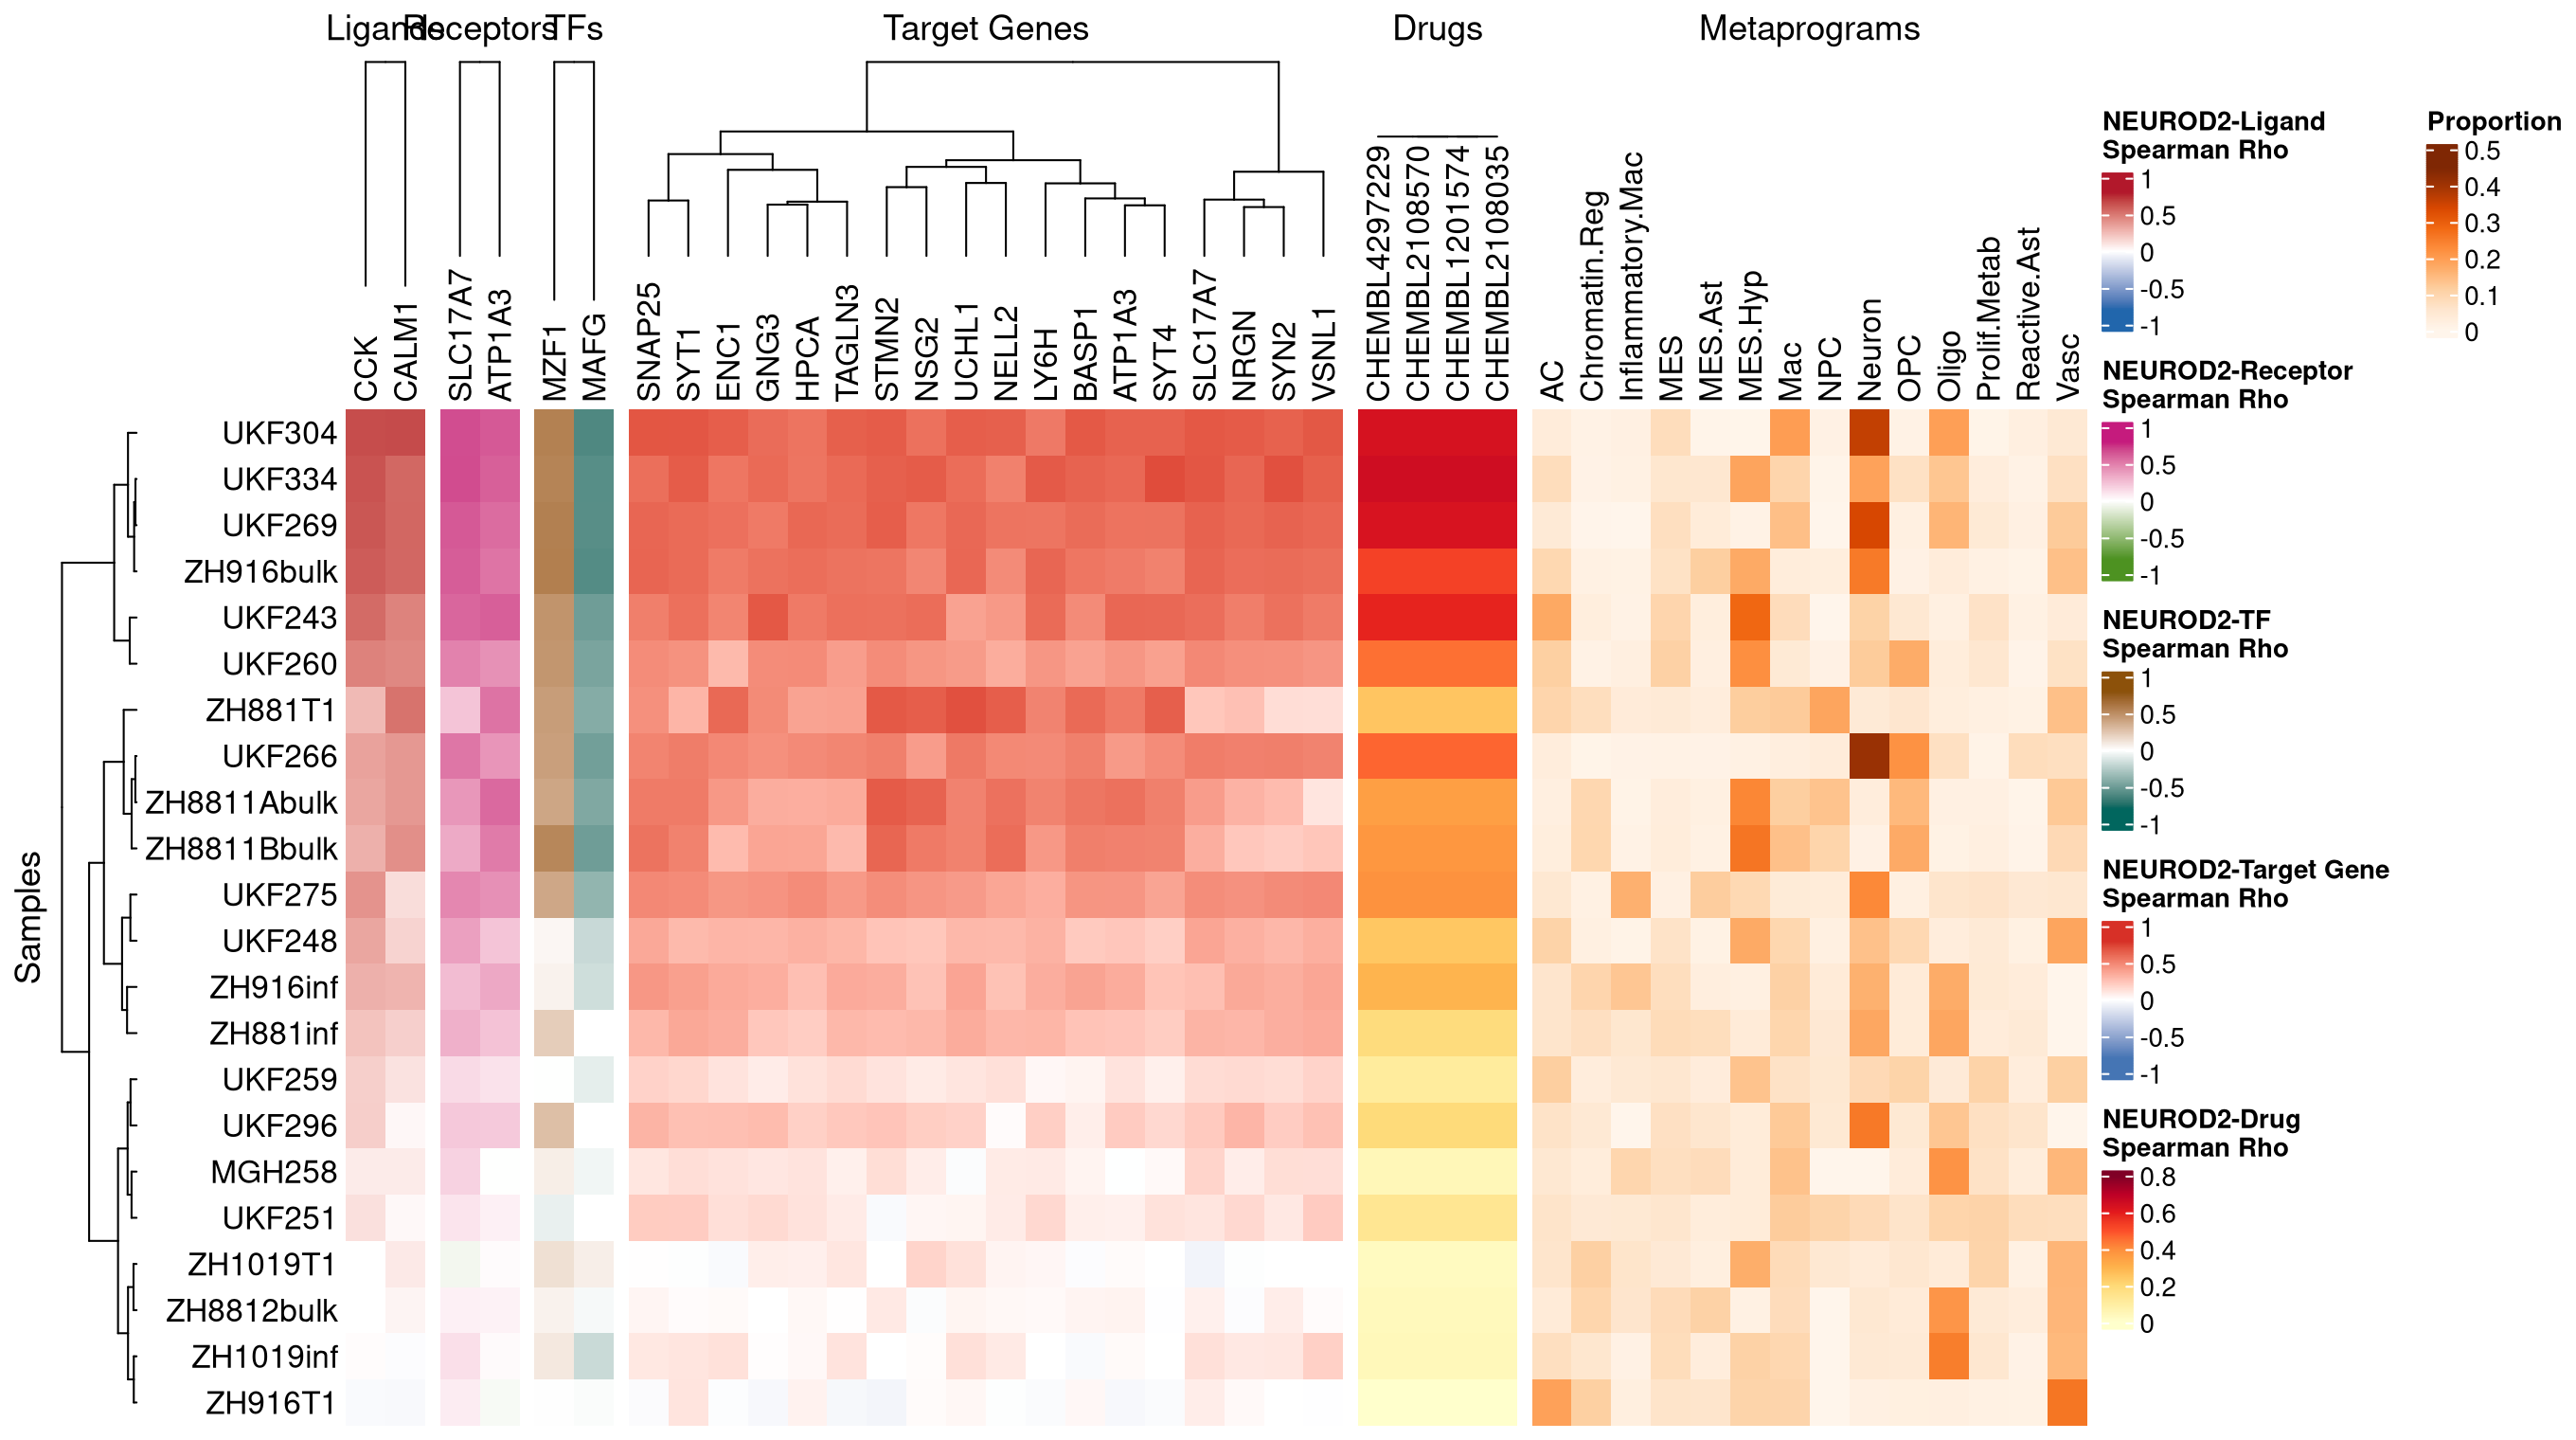 Ligands Receptors TFs Target Genes Drugs Metaprograms
CCK
CALM1
SLC17A7
ATP1A3
MZF1
MAFG
SNAP25
SYT1
ENC1
GNG3
HPCA
TAGLN3
STMN2
NSG2
UCHL1
NELL2
LY6H
BASP1
ATP1A3
SYT4
SLC17A7
NRGN
SYN2
VSNL1
CHEMBL4297229
CHEMBL2108570
CHEMBL1201574
CHEMBL2108035
AC
Chromatin.Reg
Inflammatory.Mac
MES
MES.Ast
MES.Hyp
Mac
NPC
Neuron
OPC
Oligo
Prolif.Metab
Reactive.Ast
Vasc
Samples
UKF304
UKF334
UKF269
ZH916bulk
UKF243
UKF260
ZH881T1
UKF266
ZH8811Abulk
ZH8811Bbulk
UKF275
UKF248
ZH916inf
ZH881inf
UKF259
UKF296
MGH258
UKF251
ZH1019T1
ZH8812bulk
ZH1019inf
ZH916T1
NEUROD2-Ligand
Spearman Rho
1
0.5
0
-0.5
-1
NEUROD2-Receptor
Spearman Rho
1
0.5
0
-0.5
-1
NEUROD2-TF
Spearman Rho
1
0.5
0
-0.5
-1
NEUROD2-Target Gene
Spearman Rho
1
0.5
0
-0.5
-1
NEUROD2-Drug
Spearman Rho
0.8
0.6
0.4
0.2
0
Proportion
0.5
0.4
0.3
0.2
0.1
0